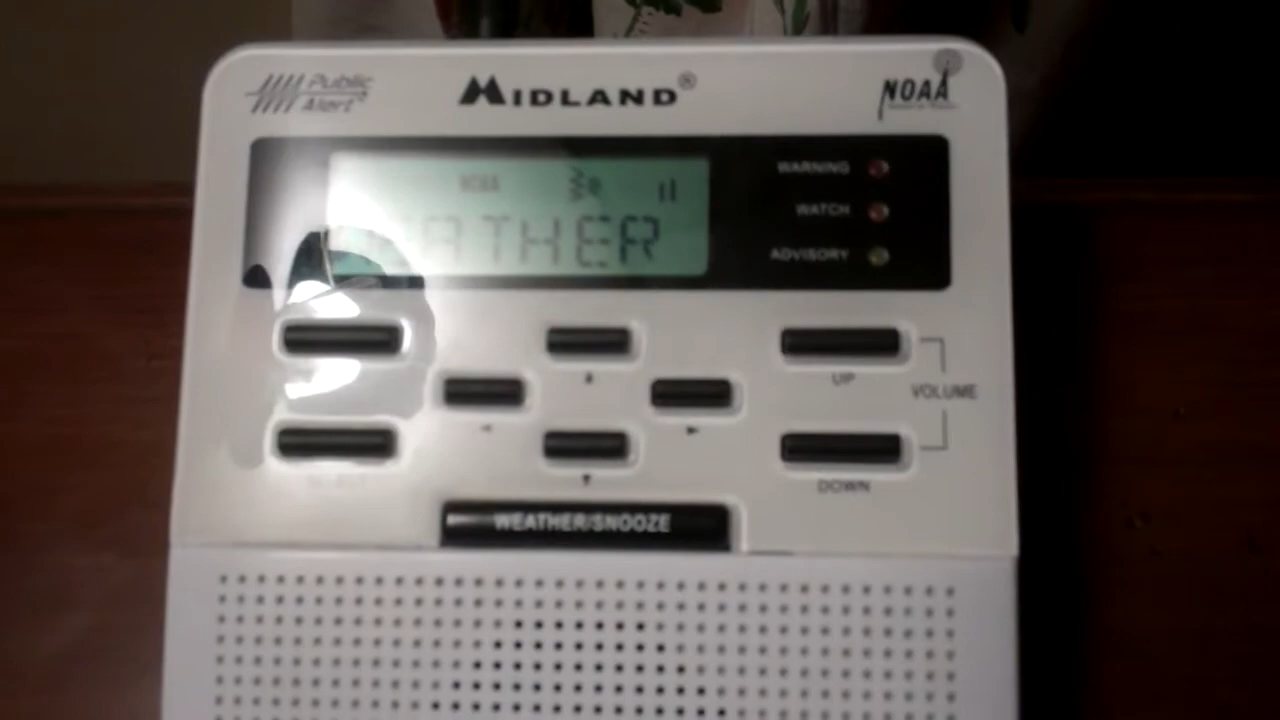 Public Alert
MIDLAND®
NOAA
NOAA
WARNING
WATCH
ATHER
ADVISORY
UP
VOLUME
DOWN
WEATHER/SNOOZE